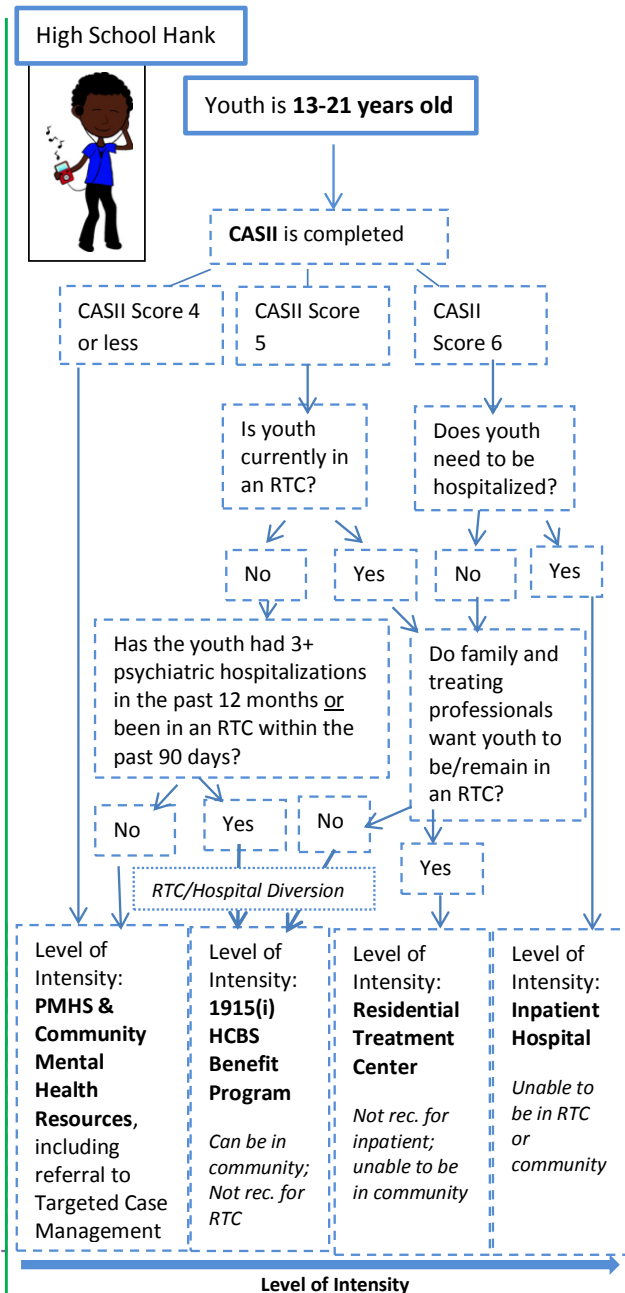 High School Hank
Youth is 13-21 years old
CASII is completed
CASII Score 4
or less
CASII Score
5
CASII
Score 6
Is youth
currently in
an RTC?
Does youth
need to be
hospitalized?
No
Yes
No
Yes
Has the youth had 3+
psychiatric hospitalizations
in the past 12 months or
been in an RTC within the
past 90 days?
Do family and
treating
professionals
want youth to
be/remain in
an RTC?
No
Yes
No
Yes
RTC/Hospital Diversion
Level of
Intensity:
PMHS &
Community
Mental
Health
Resources,
including
referral to
Targeted Case
Management
Level of
Intensity:
1915(i)
HCBS
Benefit
Program
Can be in
community;
Not rec. for
RTC
Level of
Intensity:
Residential
Treatment
Center
Not rec. for
inpatient;
unable to be
in community
Level of
Intensity:
Inpatient
Hospital
Unable to
be in RTC
or
community
Level of Intensity